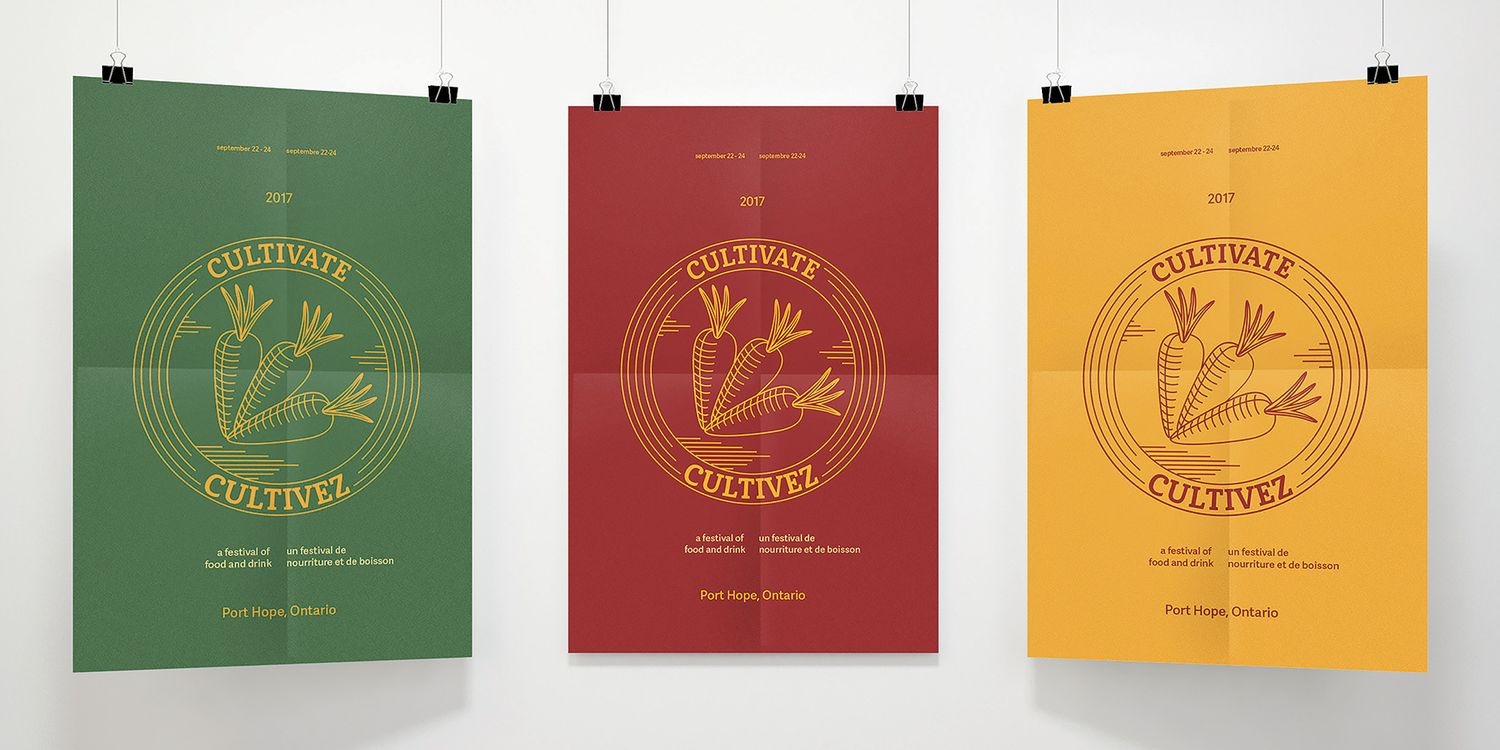 september 22 - 24 septembre 22-24
2017
CULTIVATE
CULTIVEZ
a festival of un festival de
food and drink nourriture et de boisson
Port Hope, Ontario
september 22 - 24 septembre 22-24
2017
CULTIVATE
CULTIVEZ
a festival of un festival de
food and drink nourriture et de boisson
Port Hope, Ontario
september 22 - 24 septembre 22-24
2017
CULTIVATE
CULTIVEZ
a festival of un festival de
food and drink nourriture et de boisson
Port Hope, Ontario